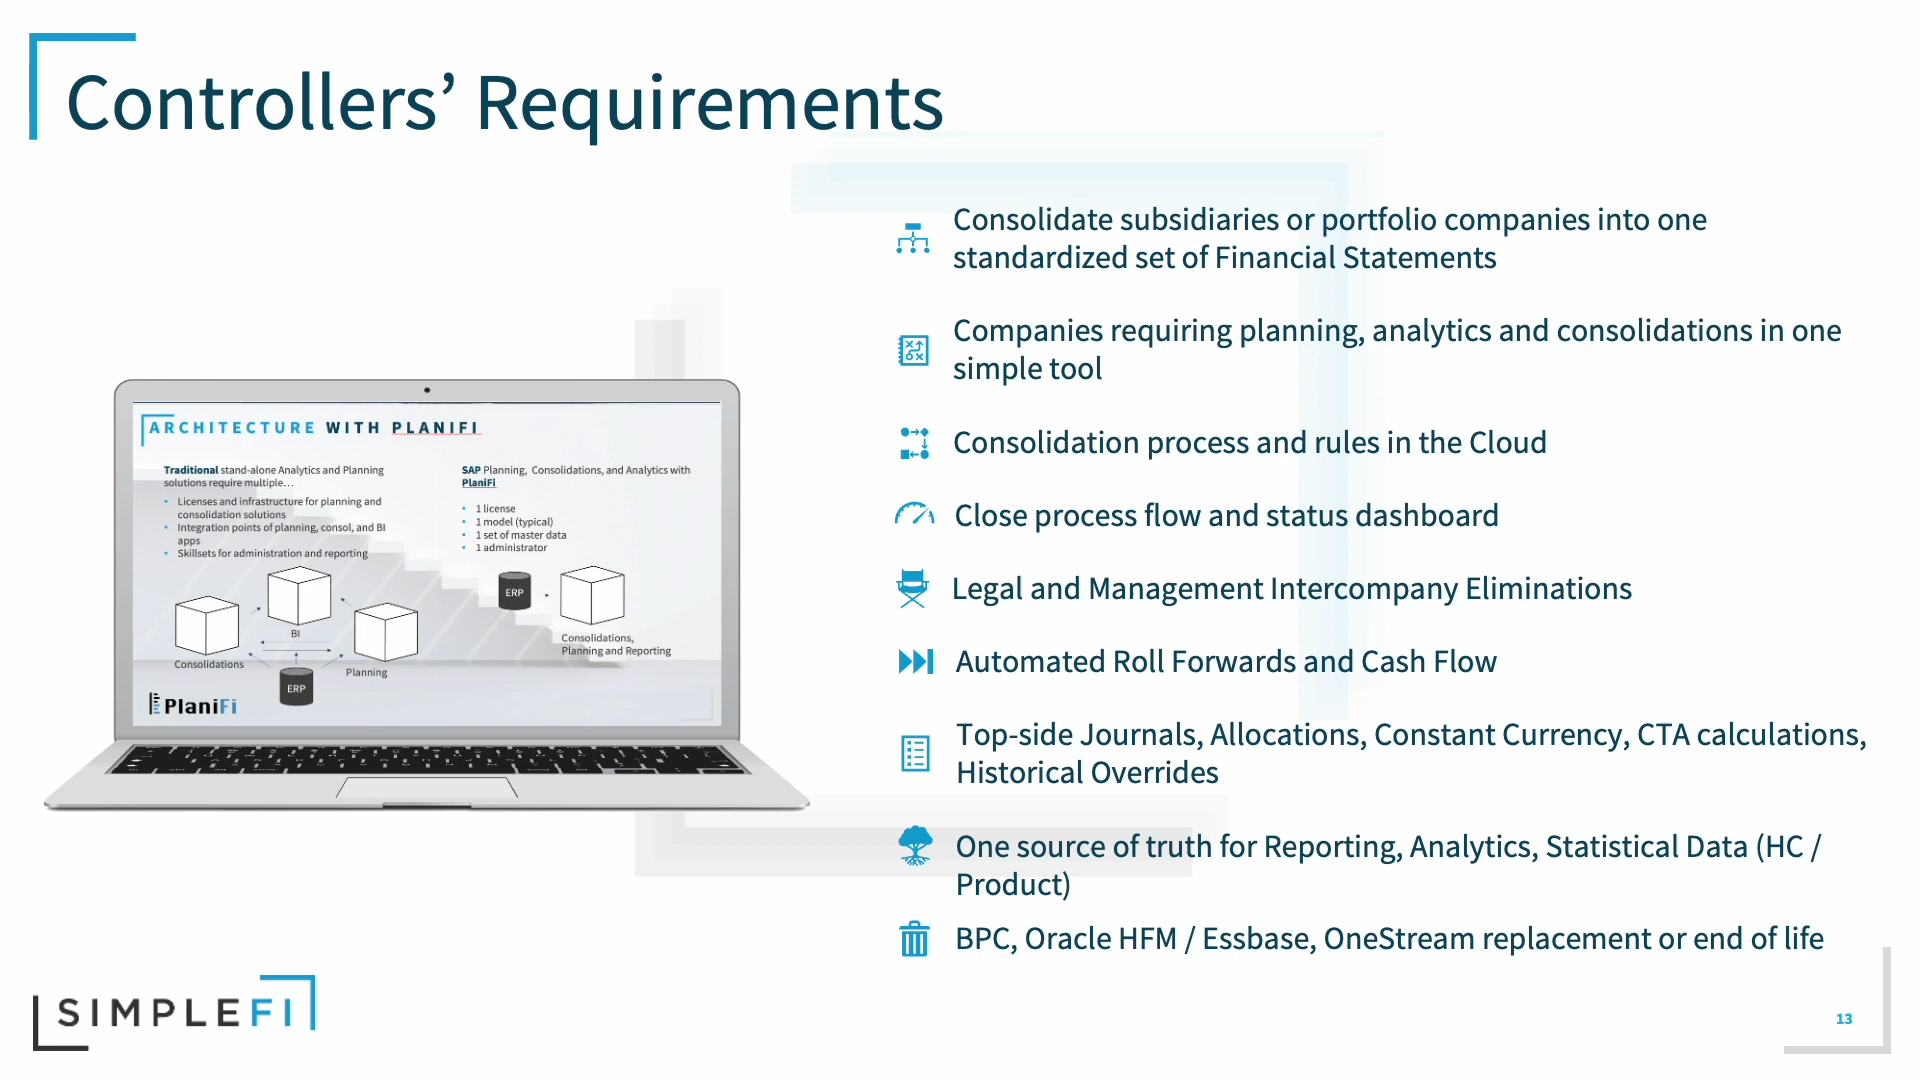 Controllers’ Requirements
ARCHITECTURE WITH PLANIFI
Traditional stand-alone Analytics and Planning
solutions require multiple…
• Licenses and infrastructure for planning and
consolidation solutions
• Integration points of planning, consol, and BI
apps
• Skillsets for administration and reporting
SAP Planning, Consolidations, and Analytics with
PlaniFi
• 1 license
• 1 model (typical)
• 1 set of master data
• 1 administrator
BI
Consolidations
Planning
ERP
ERP
Consolidations,
Planning and Reporting
PlaniFi
Consolidate subsidiaries or portfolio companies into one
standardized set of Financial Statements
Companies requiring planning, analytics and consolidations in one
simple tool
Consolidation process and rules in the Cloud
Close process flow and status dashboard
Legal and Management Intercompany Eliminations
Automated Roll Forwards and Cash Flow
Top-side Journals, Allocations, Constant Currency, CTA calculations,
Historical Overrides
One source of truth for Reporting, Analytics, Statistical Data (HC /
Product)
BPC, Oracle HFM / Essbase, OneStream replacement or end of life
SIMPLEFI
13